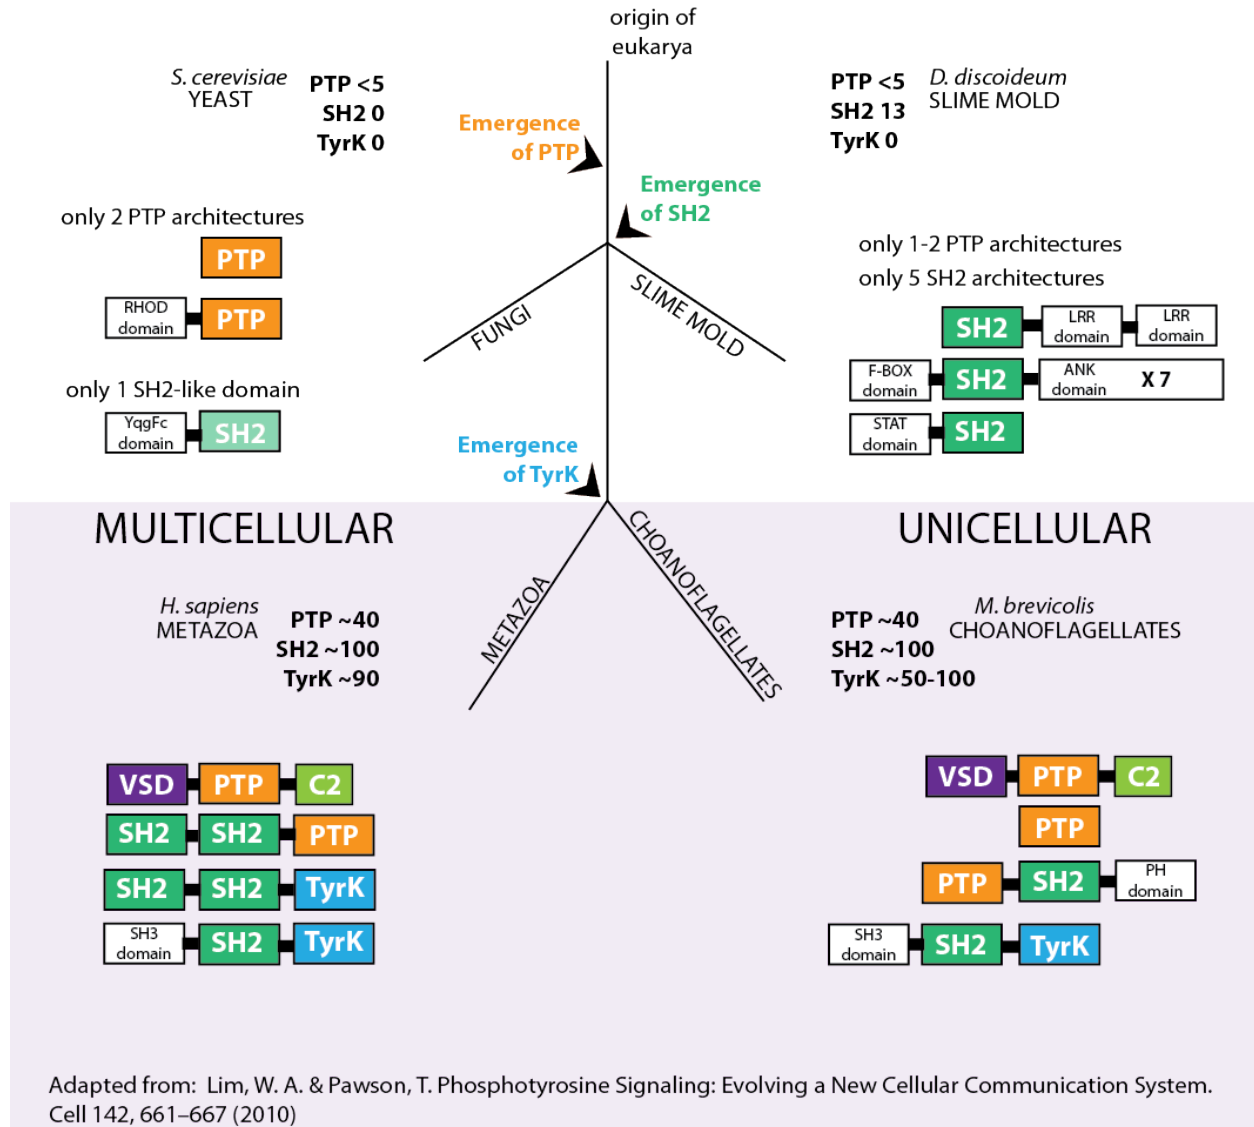 origin of
eukarya
S. cerevisiae
YEAST
PTP <5
SH2 0
TyrK 0
Emergence
of PTP
Emergence
of SH2
PTP <5
SH2 13
TyrK 0
D. discoideum
SLIME MOLD
only 2 PTP architectures
PTP
RHOD
domain
PTP
only 1 SH2-like domain
YqgFc
domain
SH2
FUNGI
SLIME MOLD
only 1-2 PTP architectures
only 5 SH2 architectures
SH2
LRR
domain
LRR
domain
F-BOX
domain
SH2
ANK
domain
X 7
STAT
domain
SH2
Emergence
of TyrK
MULTICELLULAR
UNICELLULAR
H. sapiens
METAZOA
PTP ~40
SH2 ~100
TyrK ~90
METAZOA
CHOANOFLAGELLATES
PTP ~40
SH2 ~100
TyrK ~50-100
M. brevicolis
CHOANOFLAGELLATES
VSD PTP C2
SH2 SH2 PTP
SH2 SH2 TyrK
SH3
domain
SH2 TyrK
VSD PTP C2
PTP
PTP SH2
PH
domain
SH3
domain
SH2 TyrK
Adapted from: Lim, W. A. & Pawson, T. Phosphotyrosine Signaling: Evolving a New Cellular Communication System.
Cell 142, 661–667 (2010)